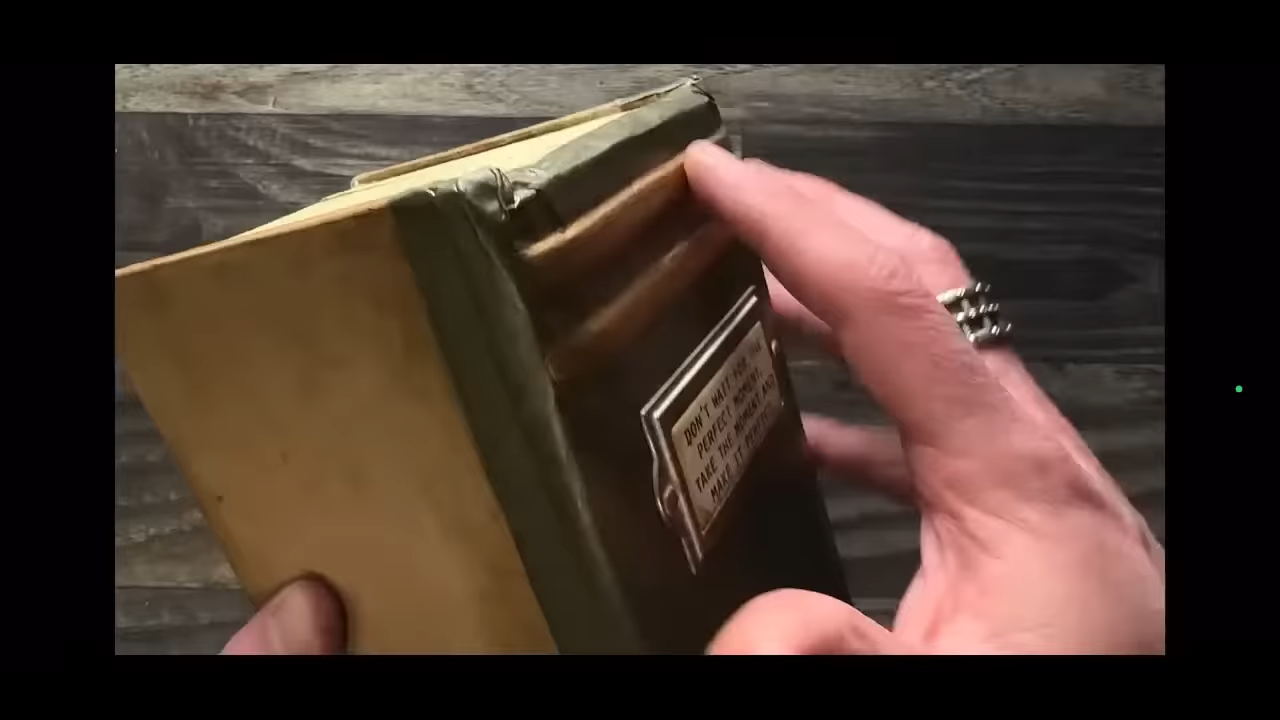 DON'T WAIT FOR THE
PERFECT MOMENT,
TAKE THE MOMENT AND
MAKE IT PERFECT.